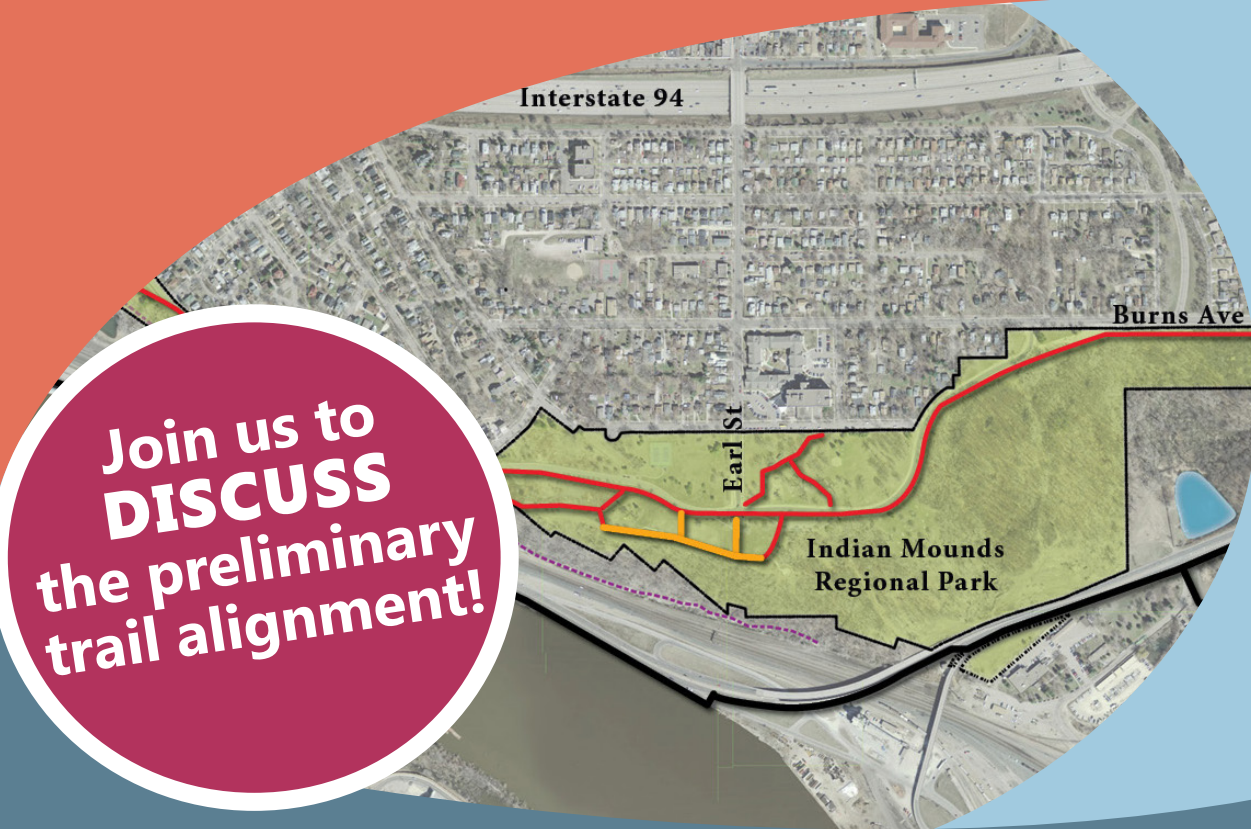 Interstate 94
Burns Ave
Earl St
Indian Mounds
Regional Park
Join us to
DISCUSS
the preliminary
trail alignment!